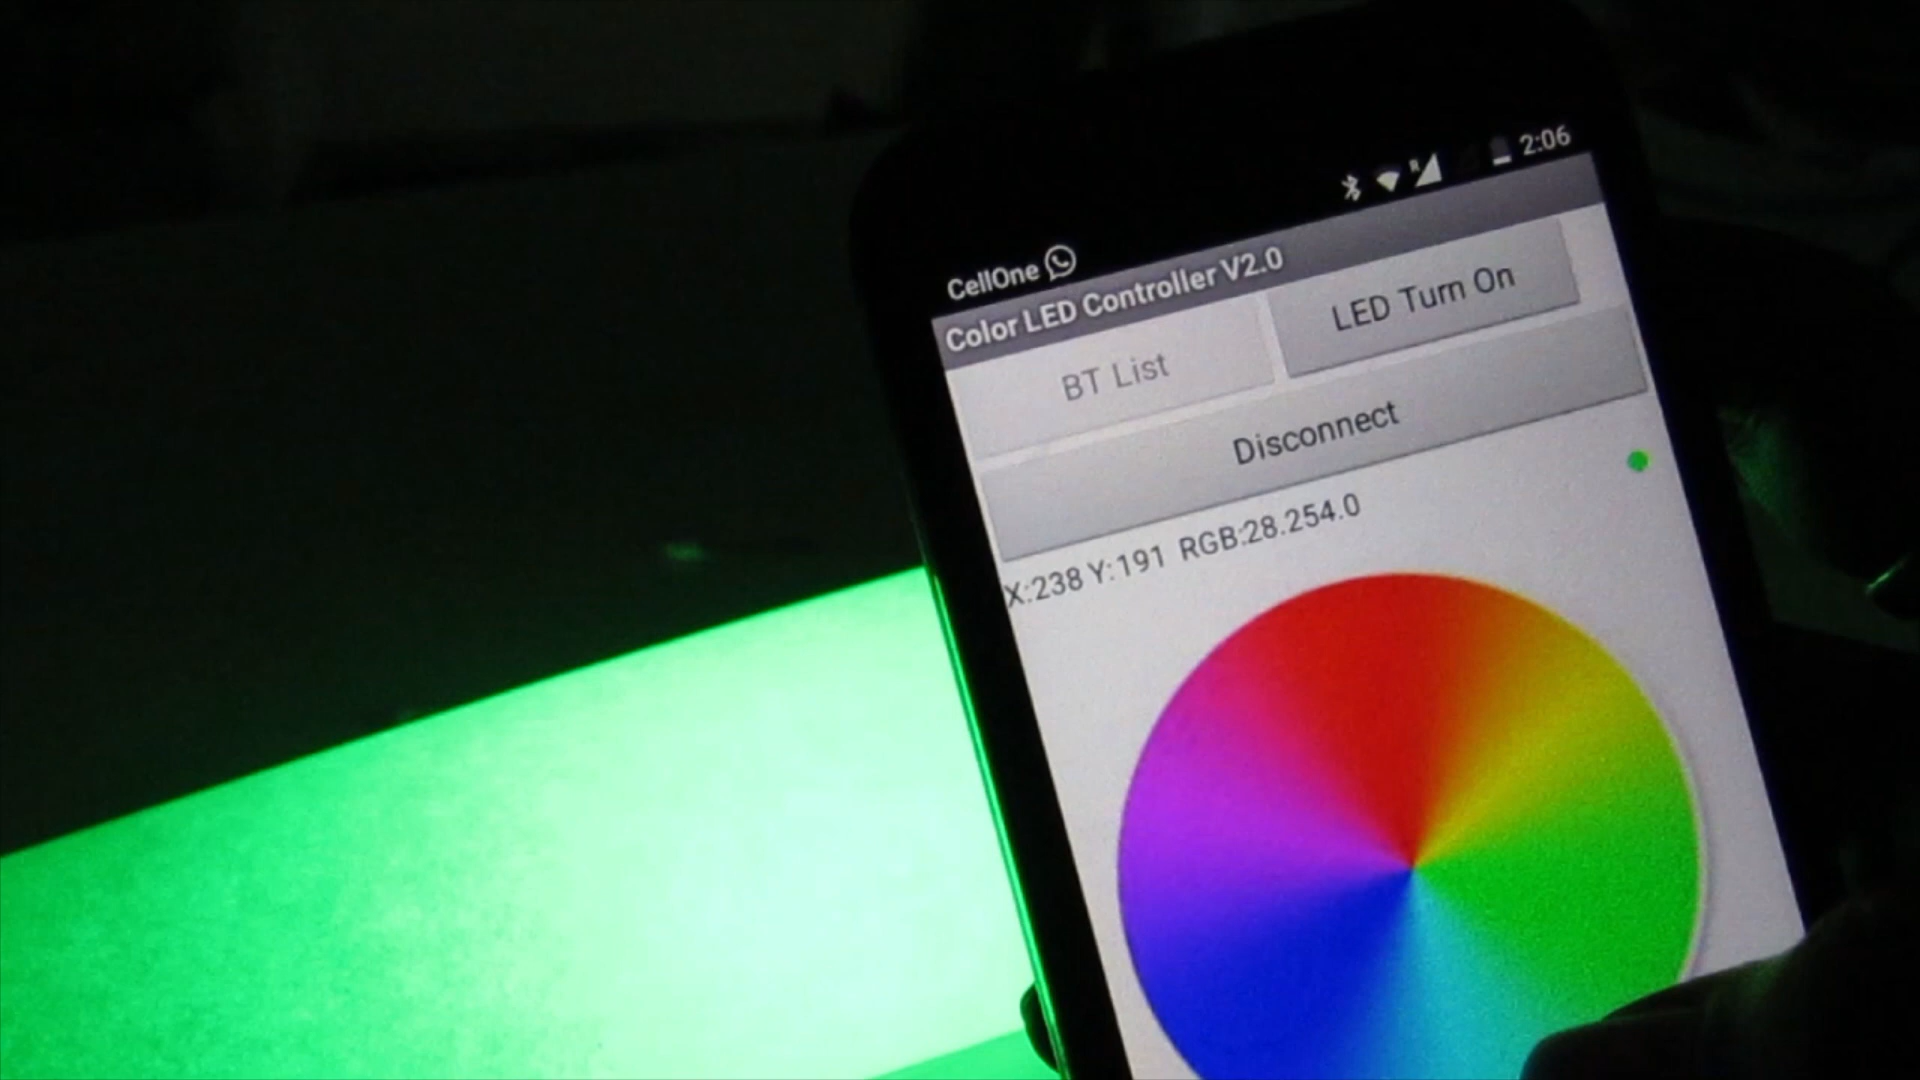 2:06
CellOne
Color LED Controller V2.0
BT List
LED Turn On
Disconnect
X:238 Y:191 RGB:28.254.0